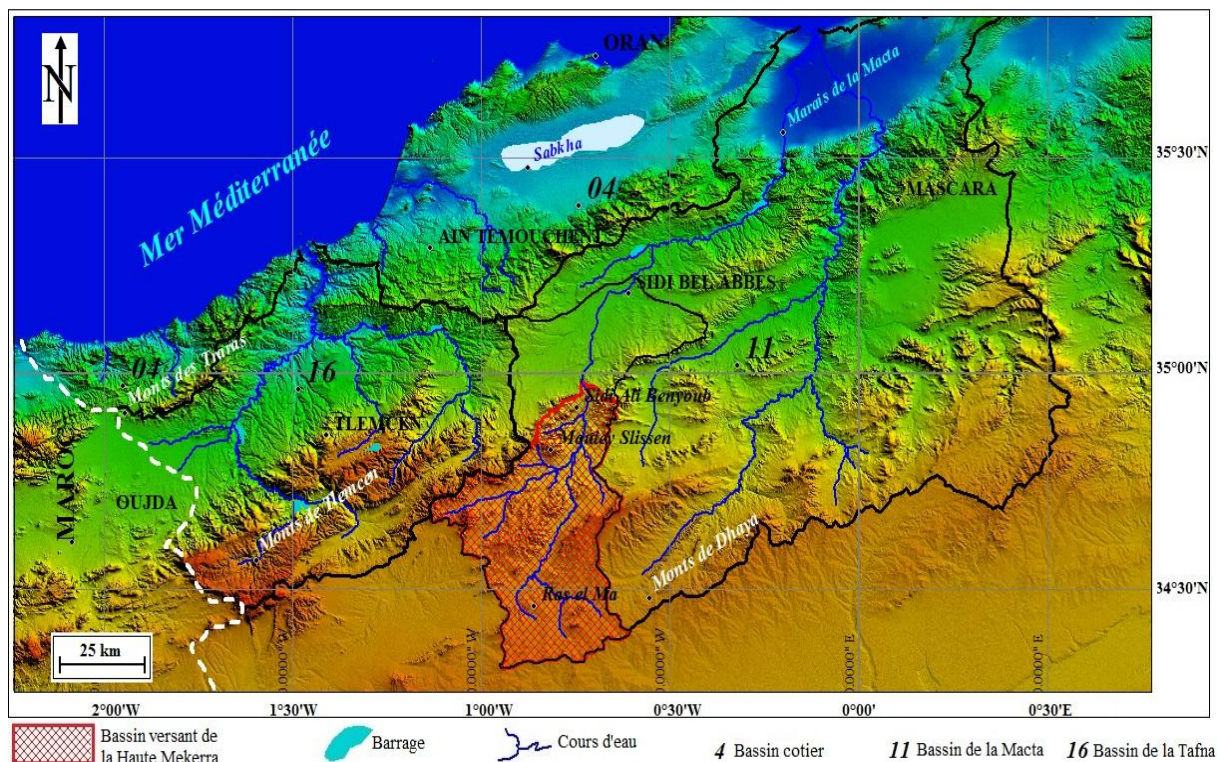 N
ORAN
Marais de la Macta
Mer Méditerranée
Sabkha
04
35°30'N
MASCARA
AIN TEMOUCHENT
SIDI BEL ABBES
04
Monts des Traras
16
11
35°00'N
Sidi Ali Benyoub
TLEMCEN
Mouley Slissen
MAROC
OUJDA
Monts de Tlemcen
Monts de Dhaya
Ras el Ma
34°30'N
25 km
2°00'W
1°30'W
1°00'W
0°30'W
0°00'
0°30'E
Bassin versant de
la Haute Mekerra
Barrage
Cours d'eau
4 Bassin cotier
11 Bassin de la Macta
16 Bassin de la Tafna